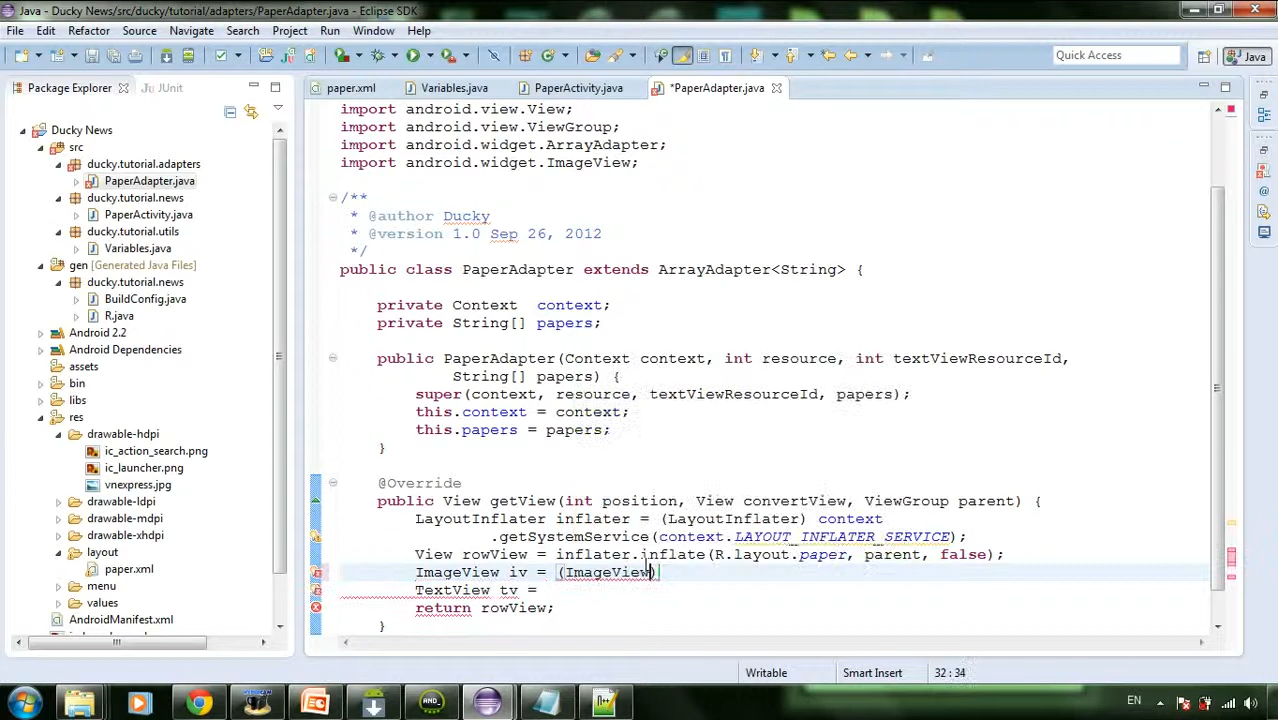 Java - Ducky News/src/ducky/tutorial/adapters/PaperAdapter.java - Eclipse SDK
File Edit Refactor Source Navigate Search Project Run Window Help
Quick Access
Java
Package Explorer
JUnit
paper.xml
Variables.java
PaperActivity.java
*PaperAdapter.java
Ducky News
src
ducky.tutorial.adapters
PaperAdapter.java
ducky.tutorial.news
PaperActivity.java
ducky.tutorial.utils
Variables.java
gen [Generated Java Files]
ducky.tutorial.news
BuildConfig.java
R.java
Android 2.2
Android Dependencies
assets
bin
libs
res
drawable-hdpi
ic_action_search.png
ic_launcher.png
vnexpress.jpg
drawable-ldpi
drawable-mdpi
drawable-xhdpi
layout
paper.xml
menu
values
AndroidManifest.xml
import android.view.View;
import android.view.ViewGroup;
import android.widget.ArrayAdapter;
import android.widget.ImageView;
/**
* @author Ducky
* @version 1.0 Sep 26, 2012
*/
public class PaperAdapter extends ArrayAdapter<String> {
private Context context;
private String[] papers;
public PaperAdapter(Context context, int resource, int textViewResourceId,
String[] papers) {
super(context, resource, textViewResourceId, papers);
this.context = context;
this.papers = papers;
}
@Override
public View getView(int position, View convertView, ViewGroup parent) {
LayoutInflater inflater = (LayoutInflater) context
.getSystemService(context.LAYOUT_INFLATER_SERVICE);
View rowView = inflater.inflate(R.layout.paper, parent, false);
ImageView iv = (ImageView)
TextView tv =
return rowView;
}
Writable
Smart Insert
32 : 34
EN